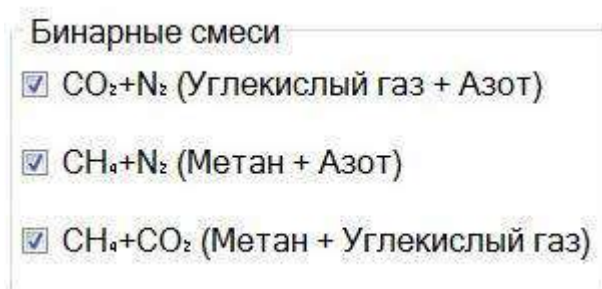 Бинарные смеси
CO₂+N₂ (Углекислый газ + Азот)
CH₄+N₂ (Метан + Азот)
CH₄+CO₂ (Метан + Углекислый газ)